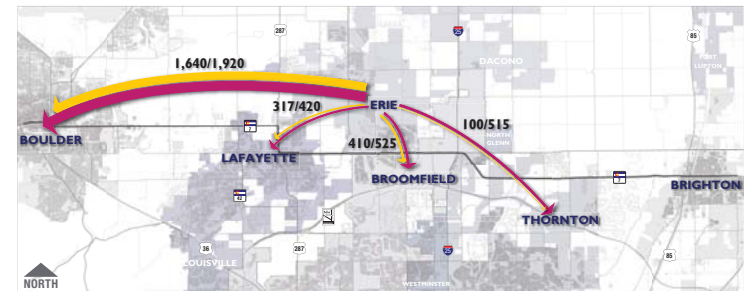 287
25
85
1,640/1,920
DACONO
FORT
LUPTON
317/420
ERIE
100/515
7
NORTH
GLENN
BOULDER
LAFAYETTE
410/525
BROOMFIELD
7
BRIGHTON
42
THORNTON
36
287
25
85
LOUISVILLE
NORTH
WESTMINSTER